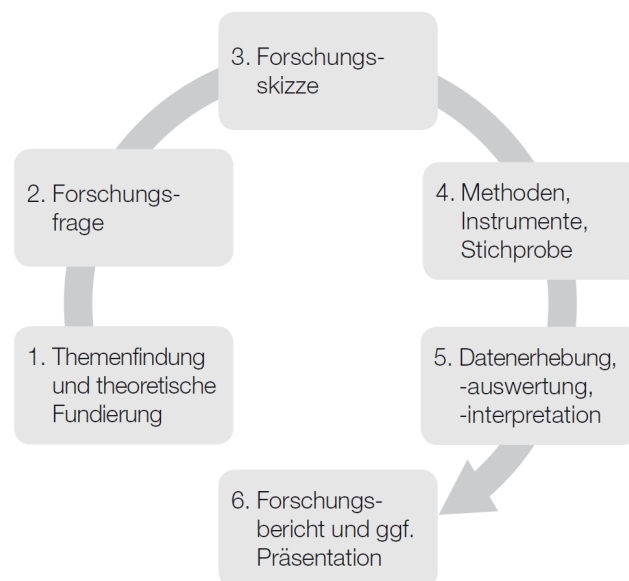 1. Themenfindung
und theoretische
Fundierung
2. Forschungs-
frage
3. Forschungs-
skizze
4. Methoden,
Instrumente,
Stichprobe
5. Datenerhebung,
-auswertung,
-interpretation
6. Forschungs-
bericht und ggf.
Präsentation